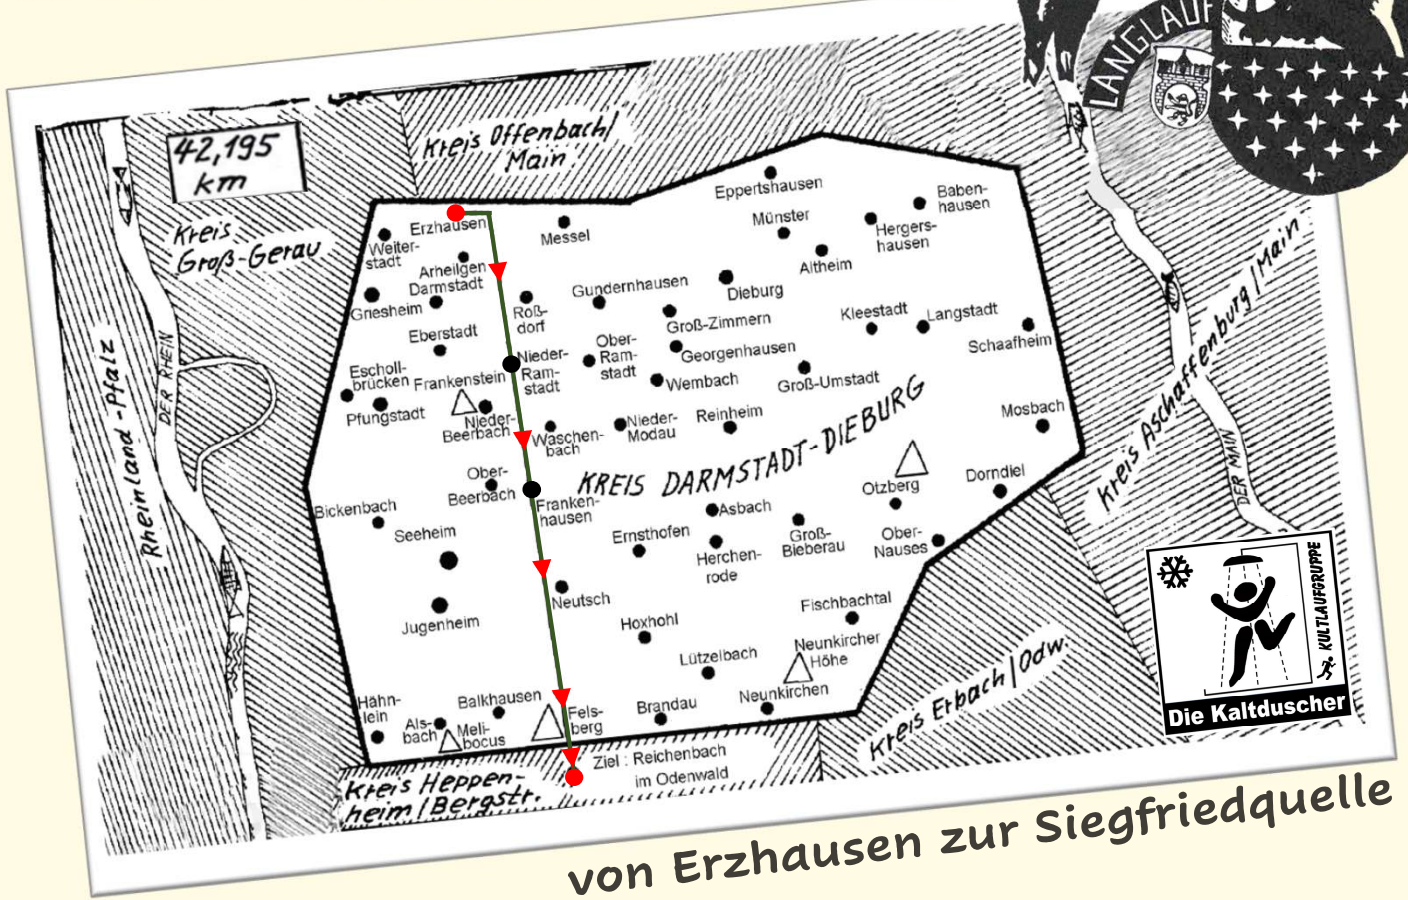 LANGLAUF
42,195
km
Kreis Offenbach/
Main
Kreis
Groß-Gerau
Rheinland-Pfalz
DER RHEIN
Erzhausen
Weiter-
stadt
Messel
Eppertshausen
Münster
Baben-
hausen
Hergers-
hausen
Altheim
Arheilgen
Darmstadt
Griesheim
Roß-
dorf
Gundernhausen
Dieburg
Groß-Zimmern
Kleestadt
Langstadt
Schaafheim
Eberstadt
Nieder-
Ram-
stadt
Ober-
Ram-
stadt
Georgenhausen
Wembach
Groß-Umstadt
Escholl-
brücken
Frankenstein
Pfungstadt
Nieder-
Beerbach
Waschen-
bach
Nieder-
Modau
Reinheim
Mosbach
KREIS DARMSTADT-DIEBURG
Ober-
Beerbach
Franken-
hausen
Otzberg
Dorndiel
Bickenbach
Seeheim
Ernsthofen
Asbach
Herchen-
rode
Groß-
Bieberau
Ober-
Nauses
Jugenheim
Neutsch
Hoxhohl
Fischbachtal
Neunkircher
Höhe
Lützelbach
Neunkirchen
Brandau
Hähn-
lein
Als-
bach
Balkhausen
Meli-
bocus
Fels-
berg
Ziel : Reichenbach
im Odenwald
Kreis Heppen-
heim/Bergstr.
Kreis Erbach/Odw.
Kreis Aschaffenburg/Main
DER MAIN
KULTLAUFGRUPPE
Die Kaltduscher
von Erzhausen zur Siegfriedquelle